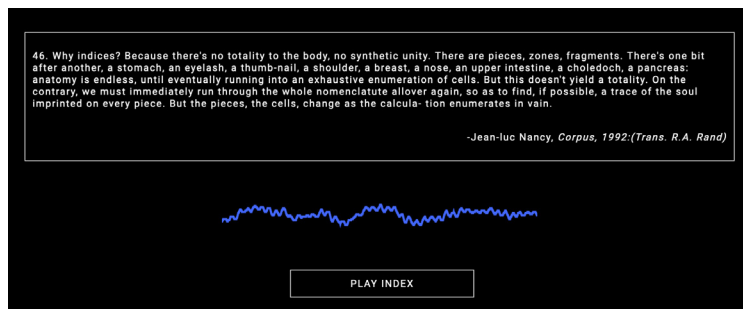 46. Why indices? Because there's no totality to the body, no synthetic unity. There are pieces, zones, fragments. There's one bit
after another, a stomach, an eyelash, a thumb-nail, a shoulder, a breast, a nose, an upper intestine, a choledoch, a pancreas:
anatomy is endless, until eventually running into an exhaustive enumeration of cells. But this doesn't yield a totality. On the
contrary, we must immediately run through the whole nomenclatute allover again, so as to find, if possible, a trace of the soul
imprinted on every piece. But the pieces, the cells, change as the calcula- tion enumerates in vain.
-Jean-luc Nancy, Corpus, 1992:(Trans. R.A. Rand)
PLAY INDEX